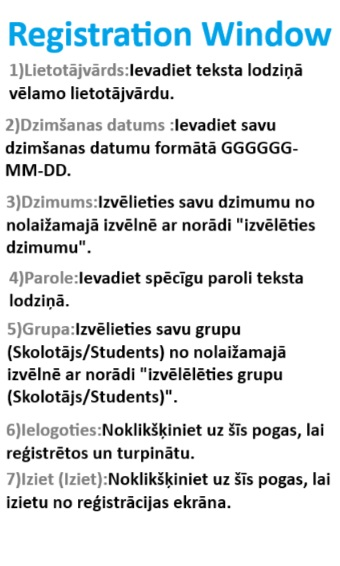 Registration Window
1)Lietotājvārds:Ievadiet teksta lodziņā
vēlamo lietotājvārdu.
2)Dzimšanas datums :Ievadiet savu
dzimšanas datumu formātā GGGGGG-
MM-DD.
3)Dzimums:Izvēlieties savu dzimumu no
nolaižamajā izvēlnē ar norādi "izvēlēties
dzimumu".
4)Parole:Ievadiet spēcīgu paroli teksta
lodziņā.
5)Grupa:Izvēlieties savu grupu
(Skolotājs/Students) no nolaižamajā
izvēlnē ar norādi "izvēlēlēties grupu
(Skolotājs/Students)".
6)Ielogoties:Noklikšķiniet uz šīs pogas, lai
reģistrētos un turpinātu.
7)Iziet (Iziet):Noklikšķiniet uz šīs pogas, lai
izietu no reģistrācijas ekrāna.